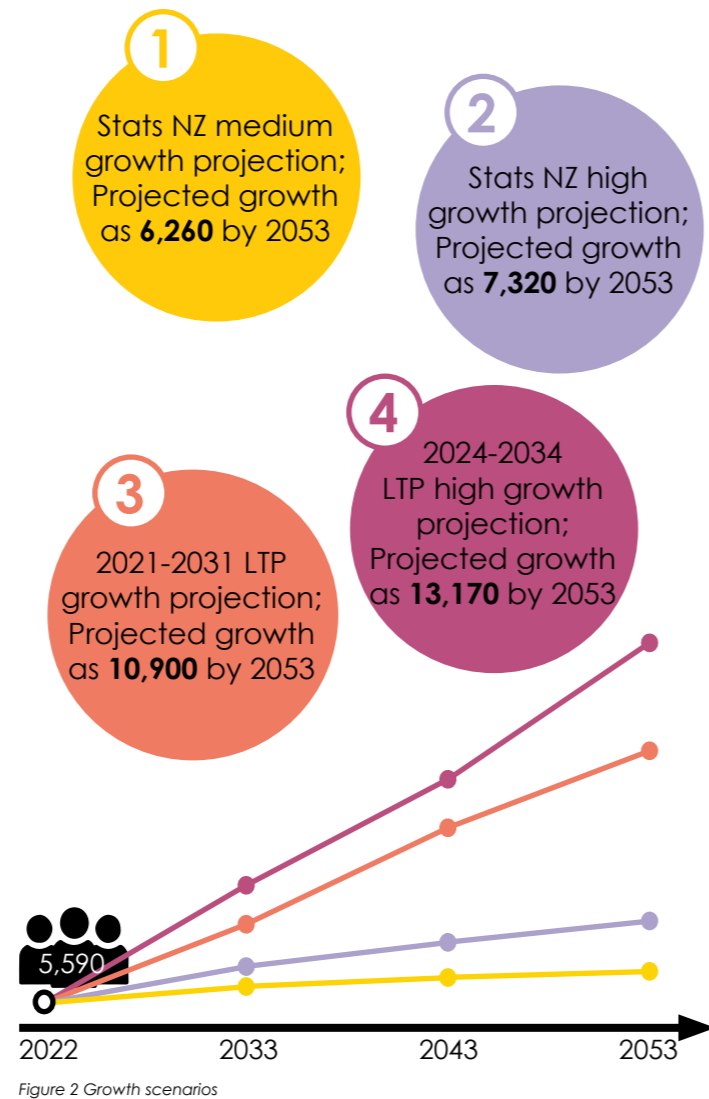 1
Stats NZ medium
growth projection;
Projected growth
as 6,260 by 2053
2
Stats NZ high
growth projection;
Projected growth
as 7,320 by 2053
3
2021-2031 LTP
growth projection;
Projected growth
as 10,900 by 2053
4
2024-2034
LTP high growth
projection;
Projected growth
as 13,170 by 2053
5,590
2022 2033 2043 2053
Figure 2 Growth scenarios